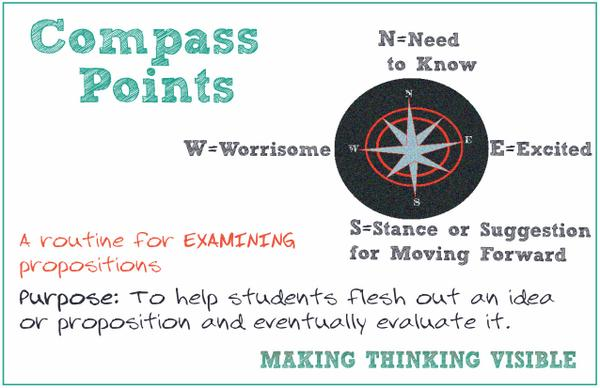 Compass
Points
N=Need
to Know
N
W
E
S
W=Worrisome
E=Excited
S=Stance or Suggestion
for Moving Forward
A routine for EXAMINING
propositions
Purpose: To help students flesh out an idea
or proposition and eventually evaluate it.
MAKING THINKING VISIBLE